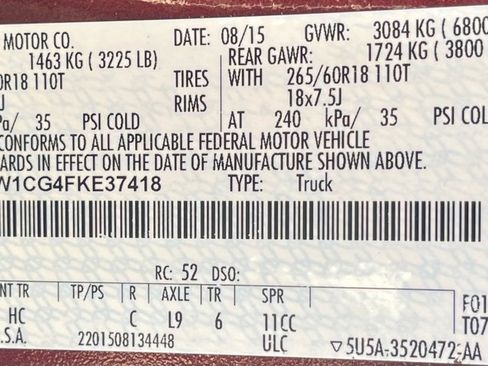 MOTOR CO. DATE: 08/15 GVWR: 3084 KG ( 6800
1463 KG ( 3225 LB) REAR GAWR: 1724 KG ( 3800
0R18 110T TIRES WITH 265/60R18 110T
J RIMS 18x7.5J
Pa/ 35 PSI COLD AT 240 kPa/ 35 PSI COLD
CONFORMS TO ALL APPLICABLE FEDERAL MOTOR VEHICLE
ARDS IN EFFECT ON THE DATE OF MANUFACTURE SHOWN ABOVE.
W1CG4FKE37418 TYPE: Truck
RC: 52 DSO:
NT TR TP/PS R AXLE TR SPR F01
HC C L9 6 11CC T07
.S.A. 2201508134448 ULC ▽5U5A-3520472-AA